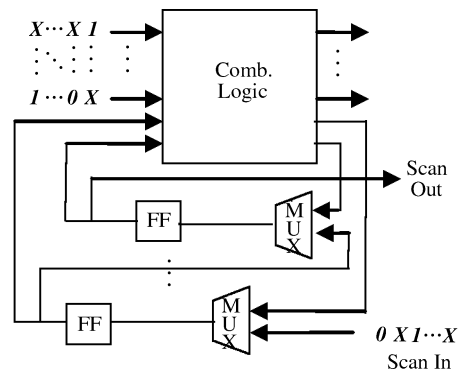 X···X 1
Comb.
Logic
1···0 X
Scan
Out
MUX
FF
MUX
FF
0 X 1···X
Scan In